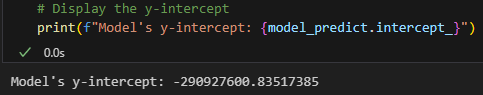 # Display the y-intercept
print(f"Model's y-intercept: {model_predict.intercept_}")
0.0s
Model's y-intercept: -290927600.83517385